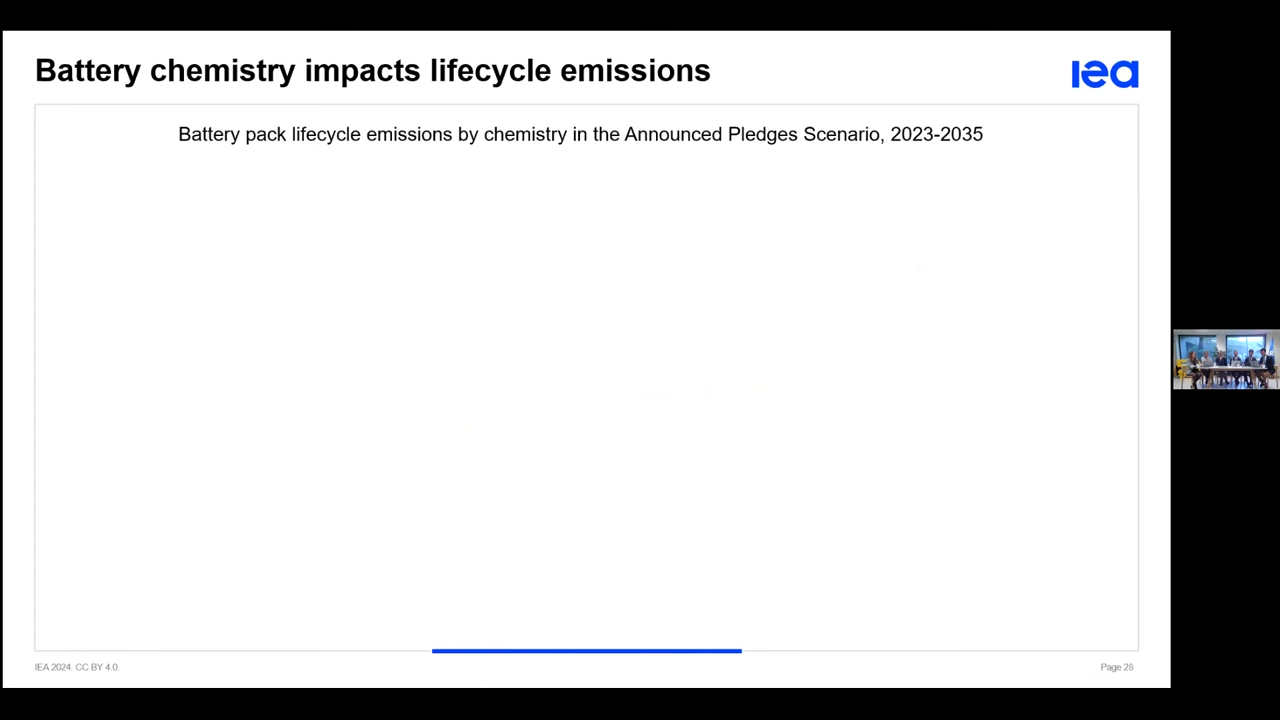 Battery chemistry impacts lifecycle emissions
iea
Battery pack lifecycle emissions by chemistry in the Announced Pledges Scenario, 2023-2035
IEA 2024. CC BY 4.0.
Page 28